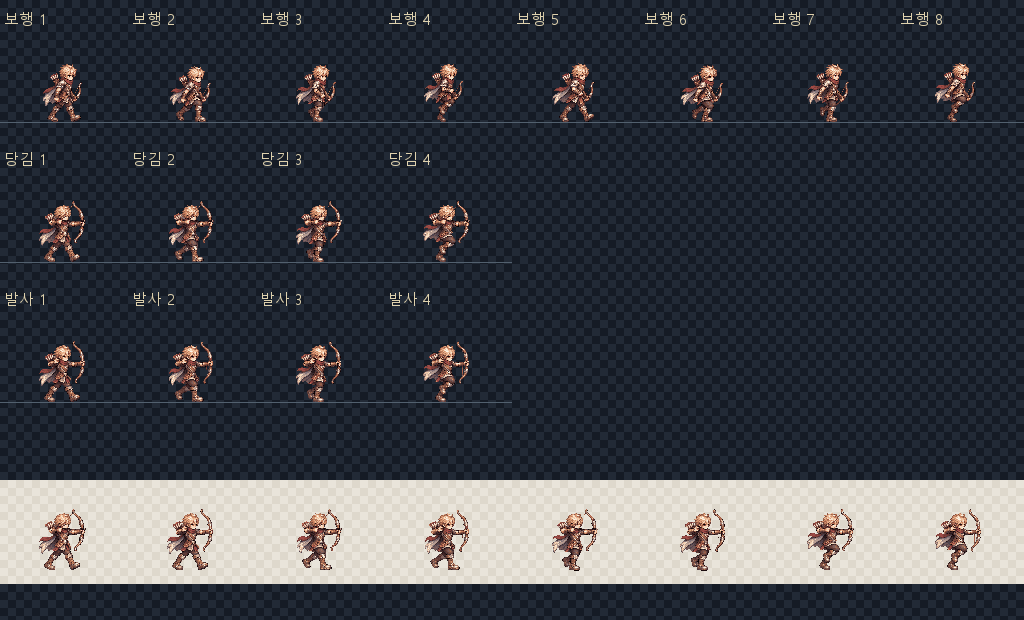 보행 1 보행 2 보행 3 보행 4 보행 5 보행 6 보행 7 보행 8
당김 1 당김 2 당김 3 당김 4
발사 1 발사 2 발사 3 발사 4